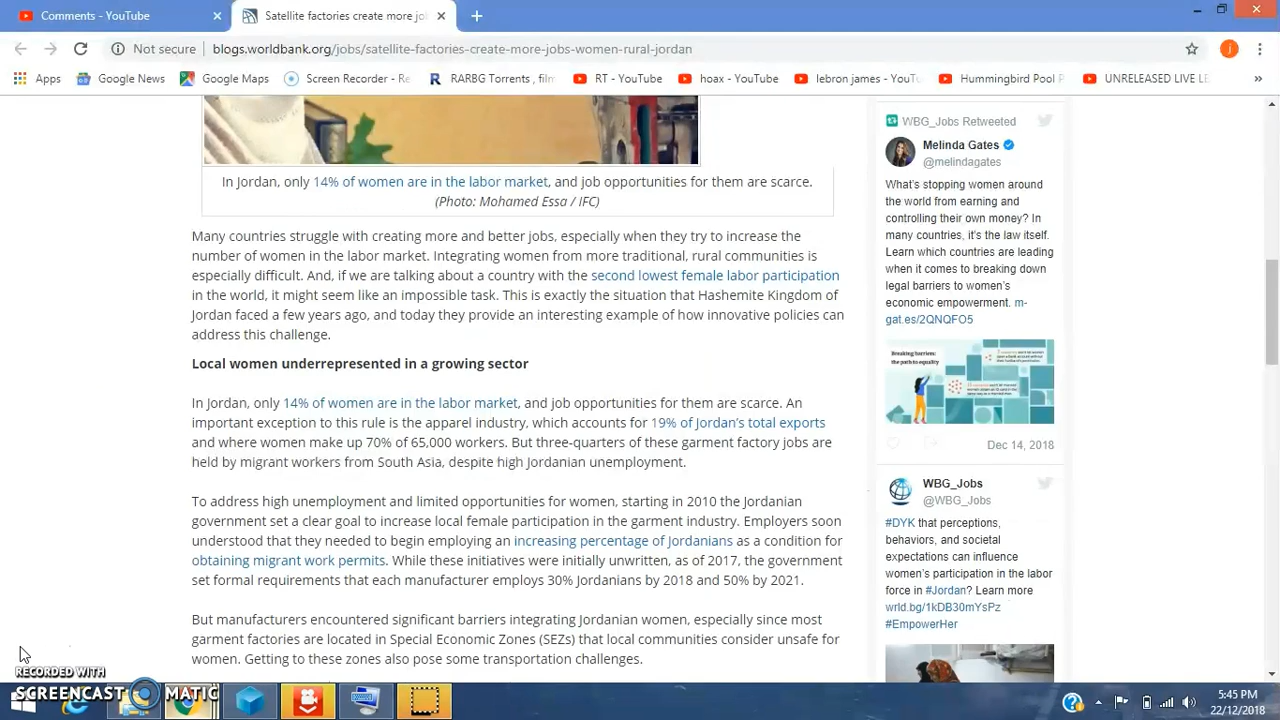 Comments - YouTube
Satellite factories create more jo
Not secure
blogs.worldbank.org/jobs/satellite-factories-create-more-jobs-women-rural-jordan
J
Apps
Google News
Google Maps
Screen Recorder - Re
RARBG Torrents , film
RT - YouTube
hoax - YouTube
lebron james - YouTu
Hummingbird Pool P
UNRELEASED LIVE LE
»
In Jordan, only 14% of women are in the labor market, and job opportunities for them are scarce.
(Photo: Mohamed Essa / IFC)
Many countries struggle with creating more and better jobs, especially when they try to increase the
number of women in the labor market. Integrating women from more traditional, rural communities is
especially difficult. And, if we are talking about a country with the second lowest female labor participation
in the world, it might seem like an impossible task. This is exactly the situation that Hashemite Kingdom of
Jordan faced a few years ago, and today they provide an interesting example of how innovative policies can
address this challenge.
Local women underrepresented in a growing sector
In Jordan, only 14% of women are in the labor market, and job opportunities for them are scarce. An
important exception to this rule is the apparel industry, which accounts for 19% of Jordan's total exports
and where women make up 70% of 65,000 workers. But three-quarters of these garment factory jobs are
held by migrant workers from South Asia, despite high Jordanian unemployment.
To address high unemployment and limited opportunities for women, starting in 2010 the Jordanian
government set a clear goal to increase local female participation in the garment industry. Employers soon
understood that they needed to begin employing an increasing percentage of Jordanians as a condition for
obtaining migrant work permits. While these initiatives were initially unwritten, as of 2017, the government
set formal requirements that each manufacturer employs 30% Jordanians by 2018 and 50% by 2021.
But manufacturers encountered significant barriers integrating Jordanian women, especially since most
garment factories are located in Special Economic Zones (SEZs) that local communities consider unsafe for
women. Getting to these zones also pose some transportation challenges.
WBG_Jobs Retweeted
Melinda Gates
@melindagates
What's stopping women around
the world from earning and
controlling their own money? In
many countries, it's the law itself.
Learn which countries are leading
when it comes to breaking down
legal barriers to women's
economic empowerment. m-
gat.es/2QNQFO5
Breaking barriers:
the path to equality
Dec 14, 2018
WBG_Jobs
@WBG_Jobs
#DYK that perceptions,
behaviors, and societal
expectations can influence
women's participation in the labor
force in #Jordan? Learn more
wrld.bg/1kDB30mYsPz
#EmpowerHer
RECORDED WITH
SCREENCAST MATIC
5:45 PM
22/12/2018